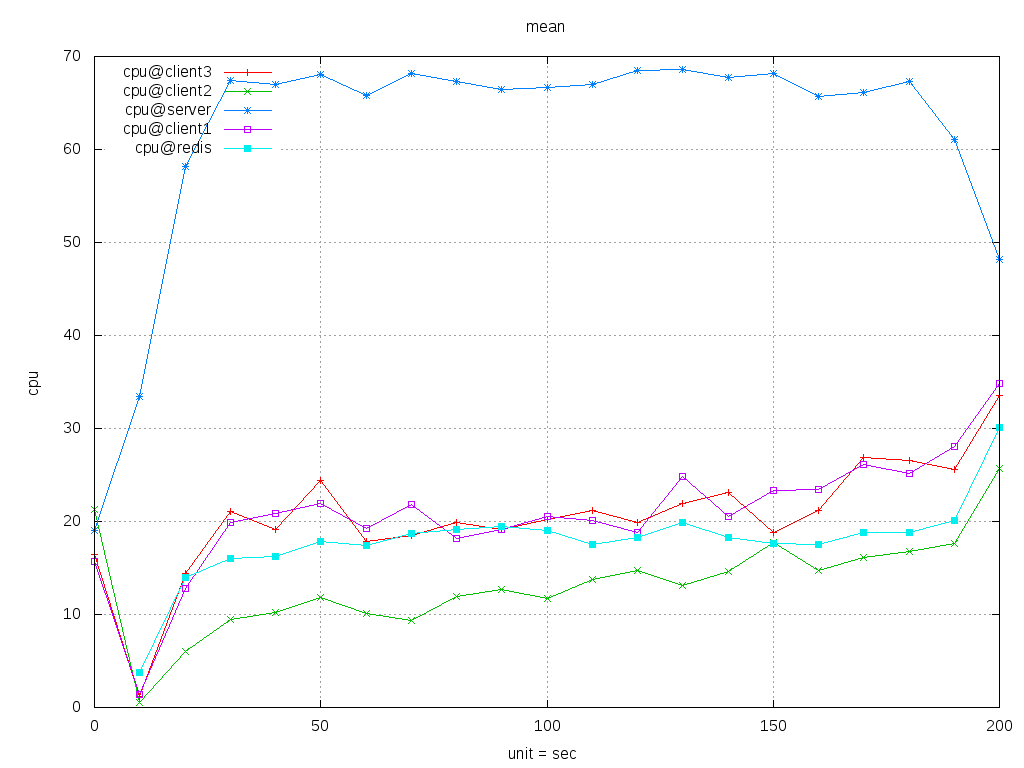 mean
70
60
50
40
30
20
10
0
cpu
cpu@client3
cpu@client2
cpu@server
cpu@client1
cpu@redis
0 50 100 150 200
unit = sec